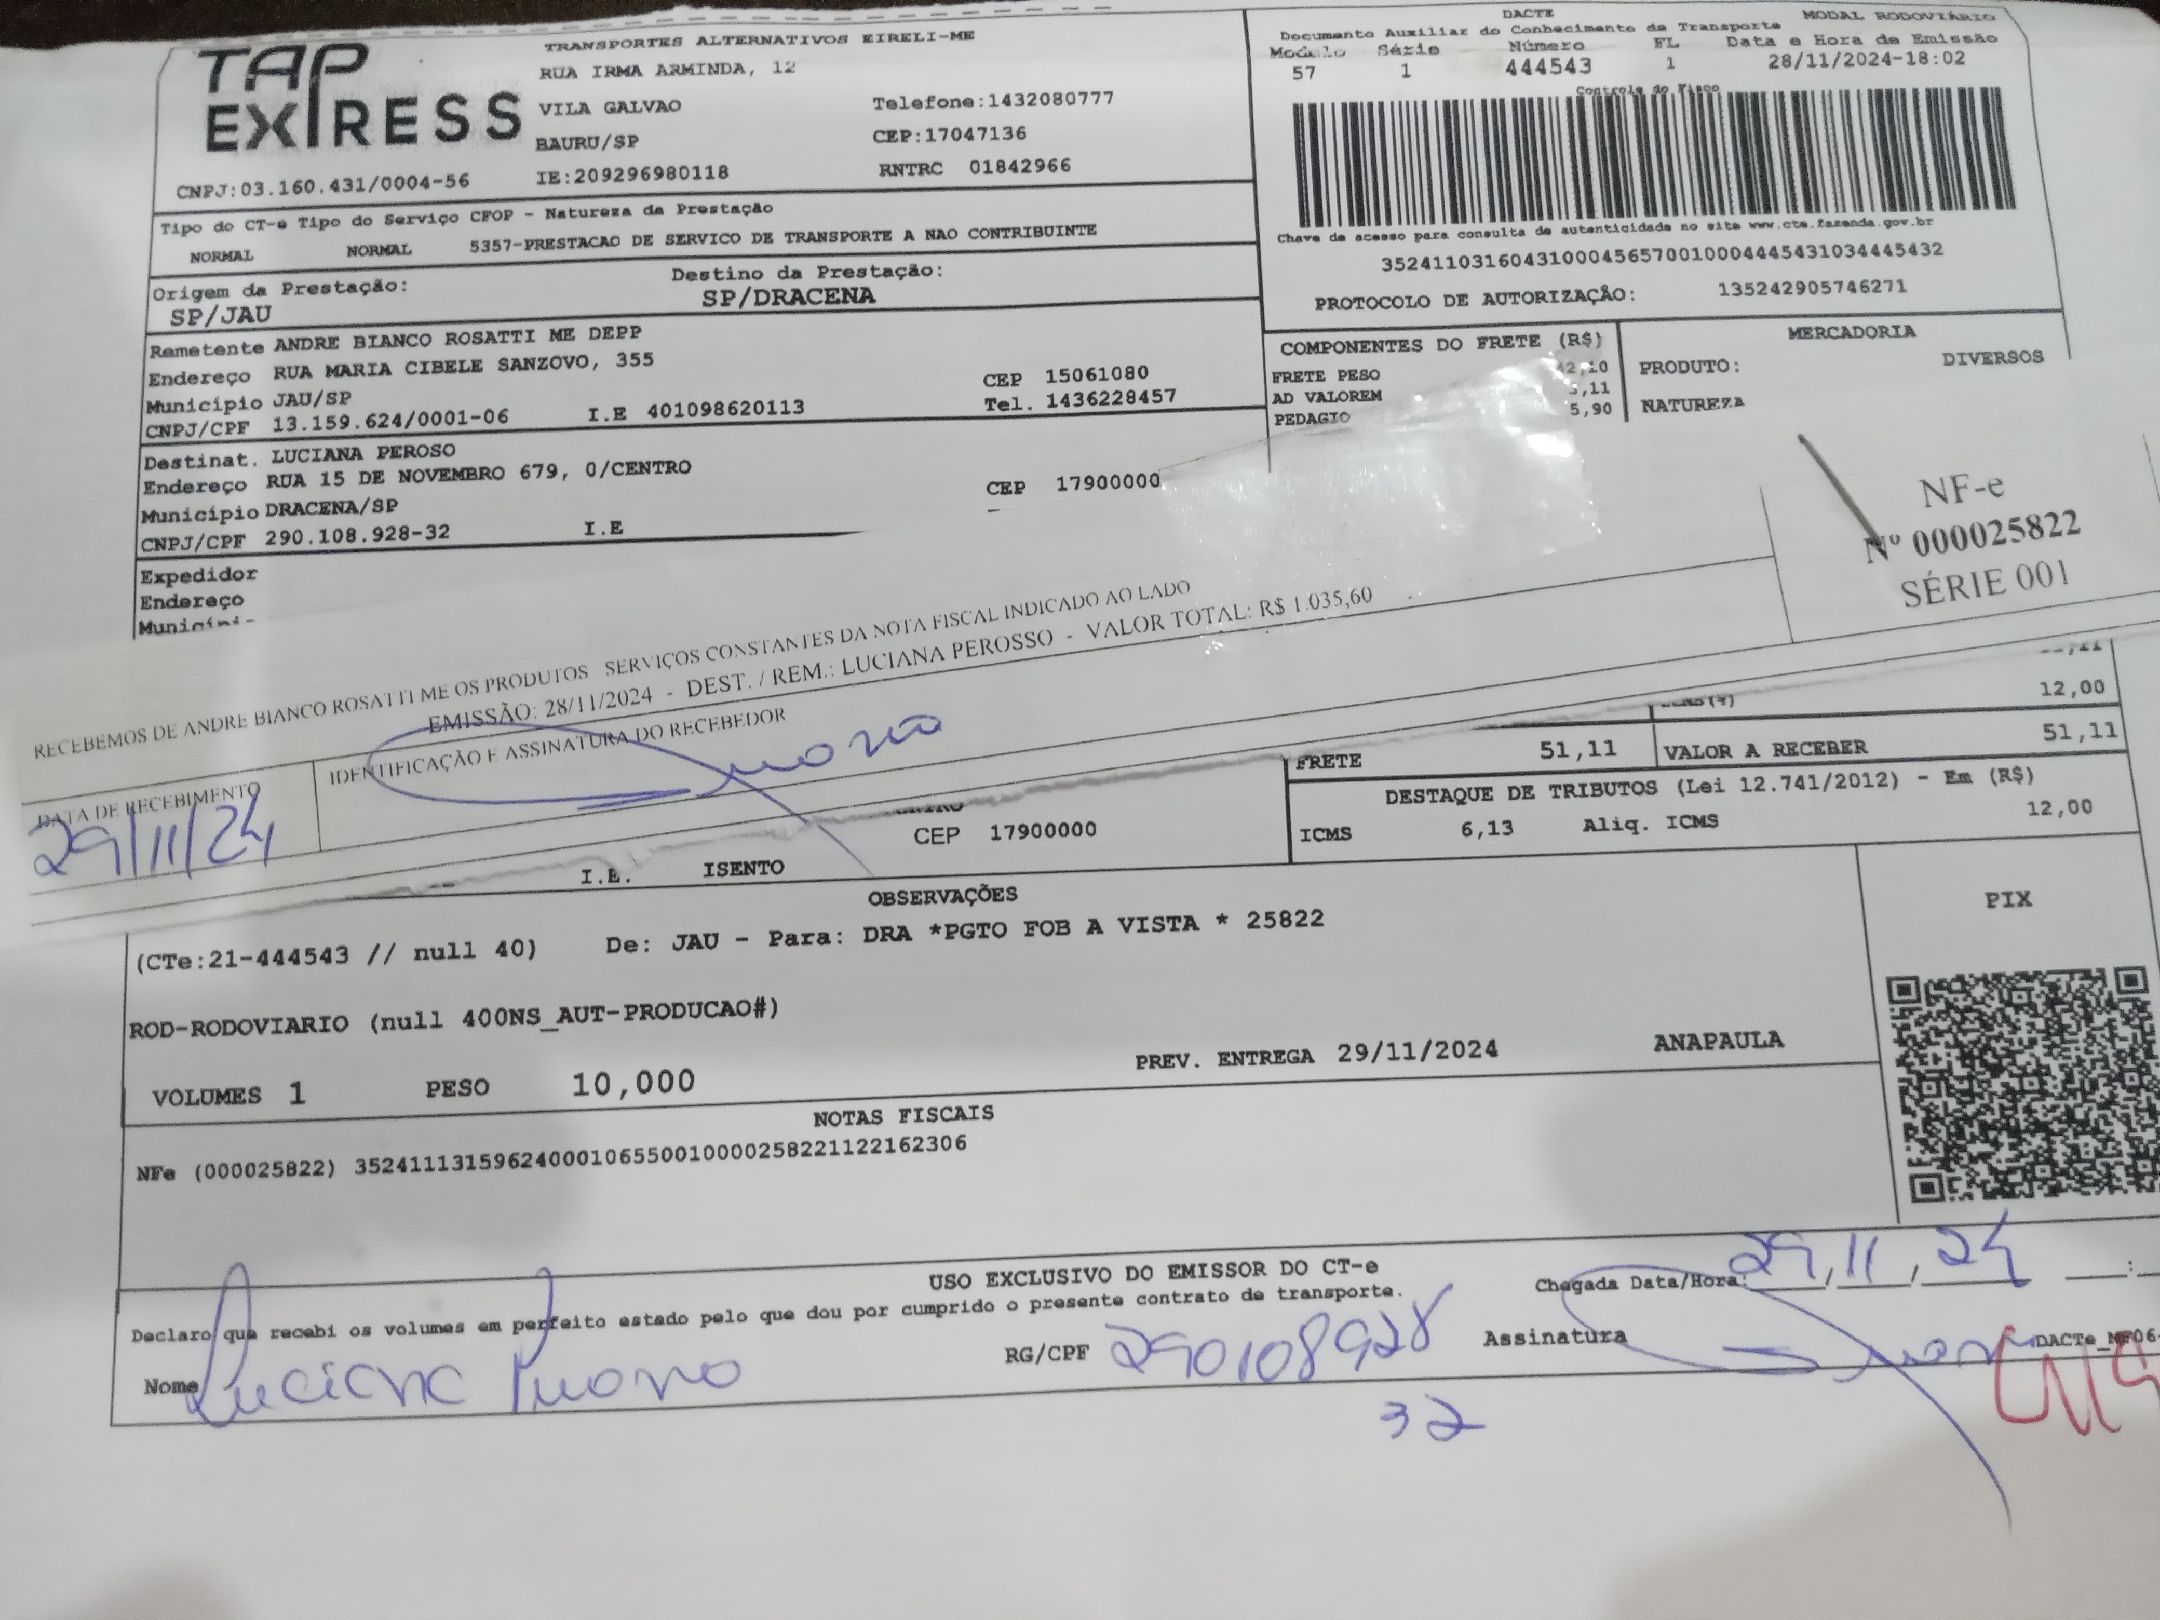 TAP EXPRESS
TRANSPORTES ALTERNATIVOS EIRELI-ME
RUA IRMA ARMINDA, 12
VILA GALVAO Telefone:1432080777
BAURU/SP CEP:17047136
CNPJ:03.160.431/0004-56 IE:209296980118 RNTRC 01842966
DACTE MODAL RODOVIÁRIO
Documento Auxiliar do Conhecimento de Transporte
Modulo Série Número FL Data e Hora de Emissão
57 1 444543 1 28/11/2024-18:02
Controle do Fisco
Chave de acesso para consulta de autenticidade no site www.cte.fazenda.gov.br
35241103160431000456570010004445431034445432
PROTOCOLO DE AUTORIZAÇÃO: 135242905746271
Tipo do CT-e Tipo do Serviço CFOP - Natureza da Prestação
NORMAL NORMAL 5357-PRESTACAO DE SERVICO DE TRANSPORTE A NAO CONTRIBUINTE
Origem da Prestação: Destino da Prestação:
SP/JAU SP/DRACENA
Remetente ANDRE BIANCO ROSATTI ME DEPP
Endereço RUA MARIA CIBELE SANZOVO, 355 CEP 15061080
Município JAU/SP Tel. 1436228457
CNPJ/CPF 13.159.624/0001-06 I.E 401098620113
COMPONENTES DO FRETE (R$)
FRETE PESO 42,10
AD VALOREM 3,11
PEDAGIO 5,90
MERCADORIA
PRODUTO: DIVERSOS
NATUREZA
Destinat. LUCIANA PEROSO
Endereço RUA 15 DE NOVEMBRO 679, 0/CENTRO CEP 17900000
Município DRACENA/SP
CNPJ/CPF 290.108.928-32 I.E
Expedidor
Endereço
NF-e
Nº 000025822
SÉRIE 001
RECEBEMOS DE ANDRE BIANCO ROSATTI ME OS PRODUTOS SERVIÇOS CONSTANTES DA NOTA FISCAL INDICADO AO LADO
EMISSÃO: 28/11/2024 - DEST. / REM.: LUCIANA PEROSSO - VALOR TOTAL: R$ 1.035,60
DATA DE RECEBIMENTO IDENTIFICAÇÃO E ASSINATURA DO RECEBEDOR
29/11/24
12,00
FRETE 51,11 VALOR A RECEBER 51,11
DESTAQUE DE TRIBUTOS (Lei 12.741/2012) - Em (R$)
ICMS 6,13 Aliq. ICMS 12,00
CEP 17900000
I.E. ISENTO
OBSERVAÇÕES
(CTe:21-444543 // null 40) De: JAU - Para: DRA *PGTO FOB A VISTA * 25822
ROD-RODOVIARIO (null 400NS_AUT-PRODUCAO#)
VOLUMES 1 PESO 10,000 PREV. ENTREGA 29/11/2024 ANAPAULA
PIX
NOTAS FISCAIS
NFe (000025822) 35241113159624000106550010000258221122162306
USO EXCLUSIVO DO EMISSOR DO CT-e
Declaro que recebi os volumes em perfeito estado pelo que dou por cumprido o presente contrato de transporte.
Chegada Data/Hora: 29/11/24
Nome Luciana Peroso RG/CPF 290108928 32 Assinatura